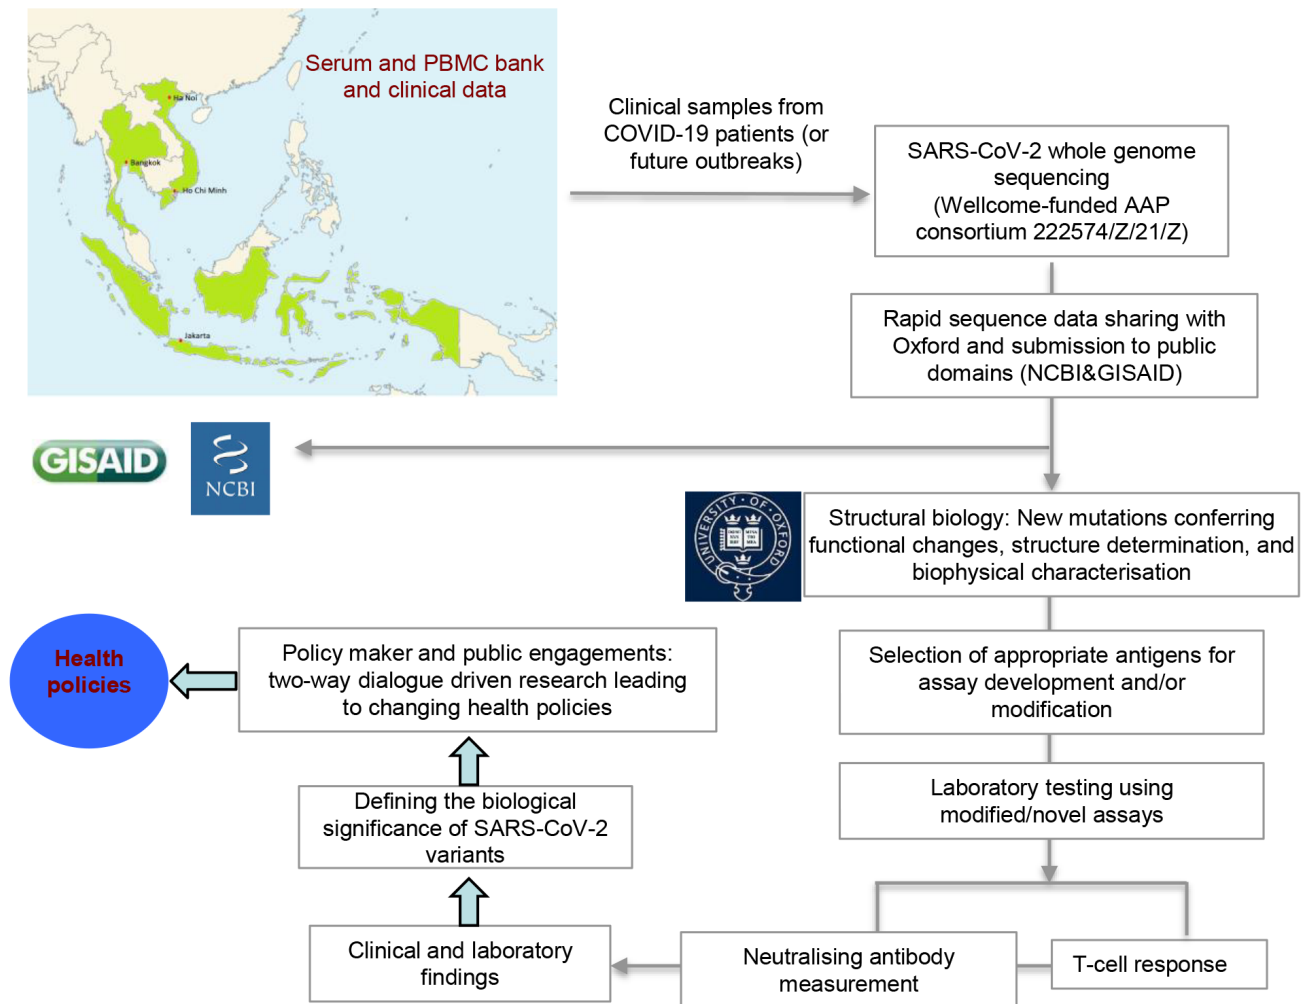 Serum and PBMC bank
and clinical data
Ha Noi
Bangkok
Ho Chi Minh
Jakarta
Clinical samples from
COVID-19 patients (or
future outbreaks)
SARS-CoV-2 whole genome
sequencing
(Wellcome-funded AAP
consortium 222574/Z/21/Z)
Rapid sequence data sharing with
Oxford and submission to public
domains (NCBI&GISAID)
GISAID
NCBI
UNIVERSITY · OF · OXFORD
Structural biology: New mutations conferring
functional changes, structure determination, and
biophysical characterisation
Selection of appropriate antigens for
assay development and/or
modification
Laboratory testing using
modified/novel assays
T-cell response
Neutralising antibody
measurement
Clinical and laboratory
findings
Defining the biological
significance of SARS-CoV-2
variants
Policy maker and public engagements:
two-way dialogue driven research leading
to changing health policies
Health
policies